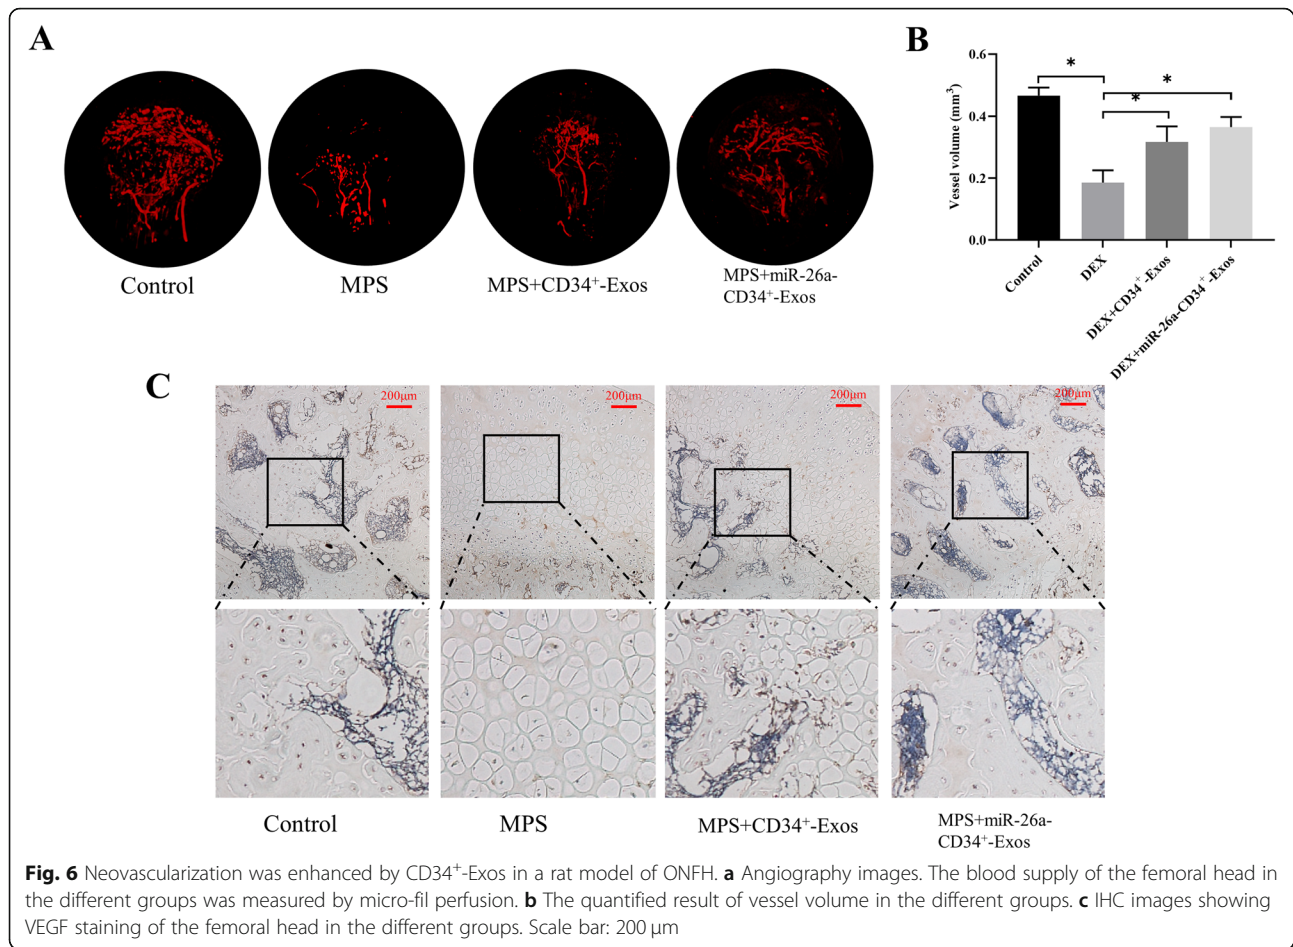 A
Control
MPS
MPS+CD34⁺-Exos
MPS+miR-26a-
CD34⁺-Exos
B
Vessel volume (mm³)
0.6
0.4
0.2
0.0
*
*
*
Control
DEX
DEX+CD34⁺-Exos
DEX+miR-26a-CD34⁺-Exos
C
200μm
200μm
200μm
200μm
Control
MPS
MPS+CD34⁺-Exos
MPS+miR-26a-
CD34⁺-Exos
Fig. 6 Neovascularization was enhanced by CD34⁺-Exos in a rat model of ONFH. a Angiography images. The blood supply of the femoral head in
the different groups was measured by micro-fil perfusion. b The quantified result of vessel volume in the different groups. c IHC images showing
VEGF staining of the femoral head in the different groups. Scale bar: 200 μm